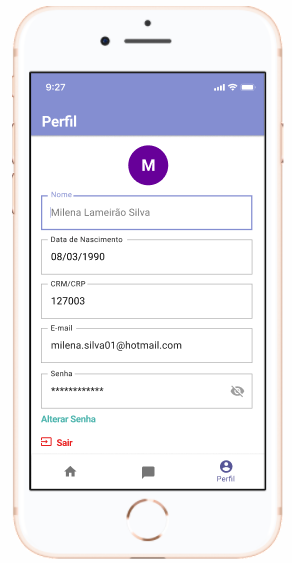 9:27
Perfil
M
Nome
Milena Lameirão Silva
Data de Nascimento
08/03/1990
CRM/CRP
127003
E-mail
milena.silva01@hotmail.com
Senha
************
Alterar Senha
Sair
Perfil